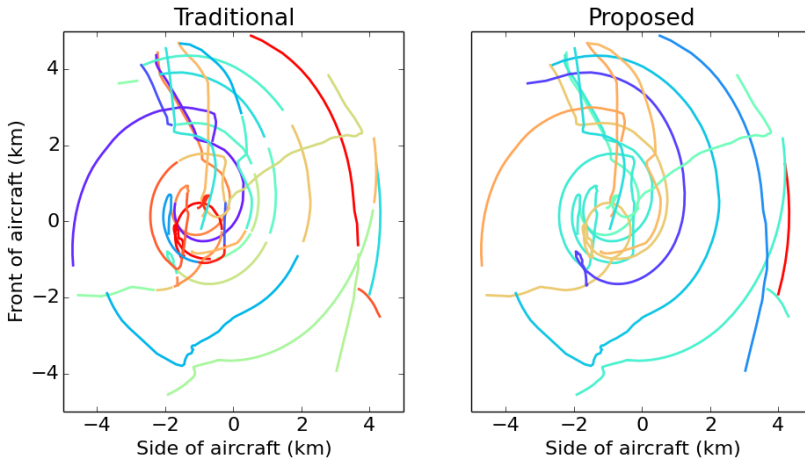 Traditional
Proposed
Front of aircraft (km)
4
2
0
−2
−4
−4 −2 0 2 4
−4 −2 0 2 4
Side of aircraft (km)
Side of aircraft (km)